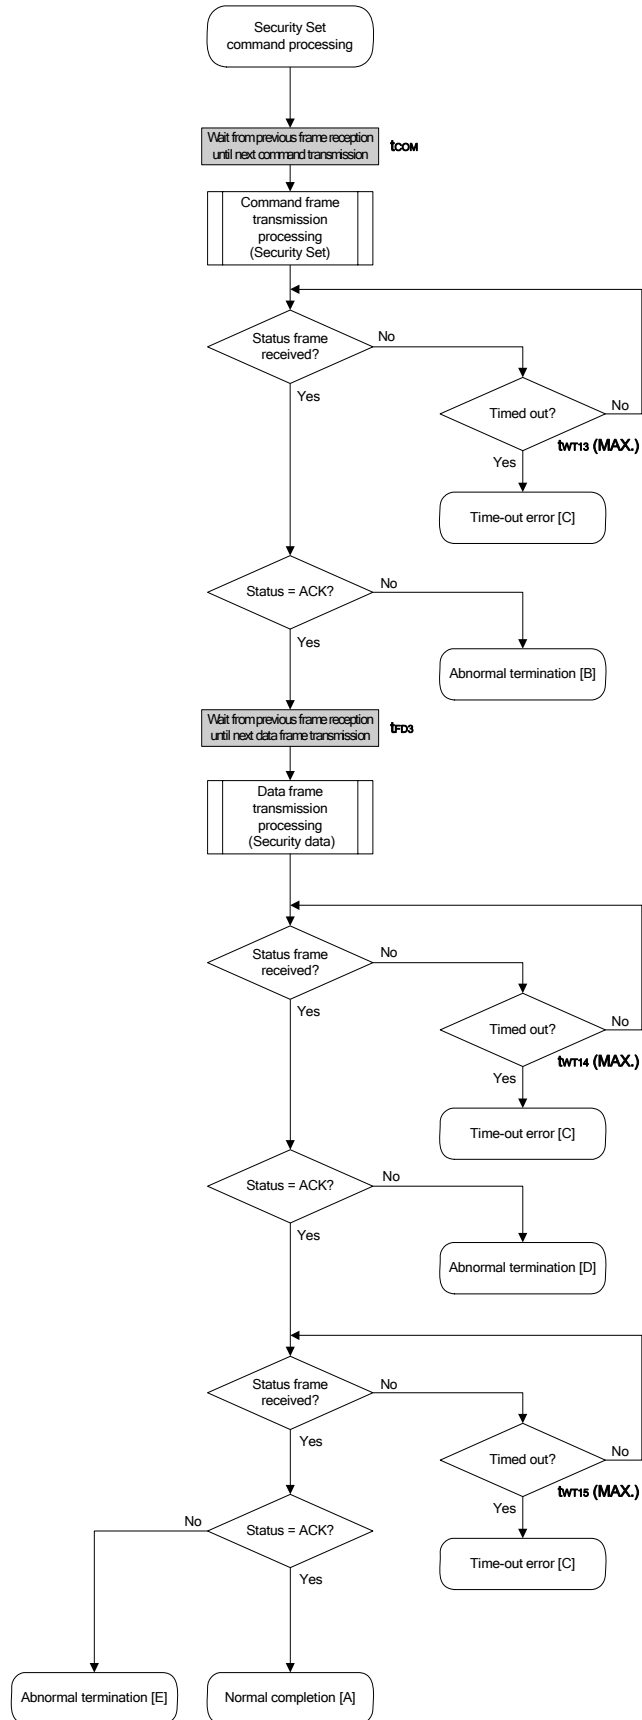 Security Set
command processing
Wait from previous frame reception
until next command transmission
tCOM
Command frame
transmission
processing
(Security Set)
Status frame
received?
No
Yes
Timed out?
No
tWT13 (MAX.)
Yes
Time-out error [C]
Status = ACK?
No
Yes
Abnormal termination [B]
Wait from previous frame reception
until next data frame transmission
tFD3
Data frame
transmission
processing
(Security data)
Status frame
received?
No
Yes
Timed out?
No
tWT14 (MAX.)
Yes
Time-out error [C]
Status = ACK?
No
Yes
Abnormal termination [D]
Status frame
received?
No
Yes
Timed out?
No
tWT15 (MAX.)
Yes
Time-out error [C]
No
Status = ACK?
Yes
Abnormal termination [E]
Normal completion [A]